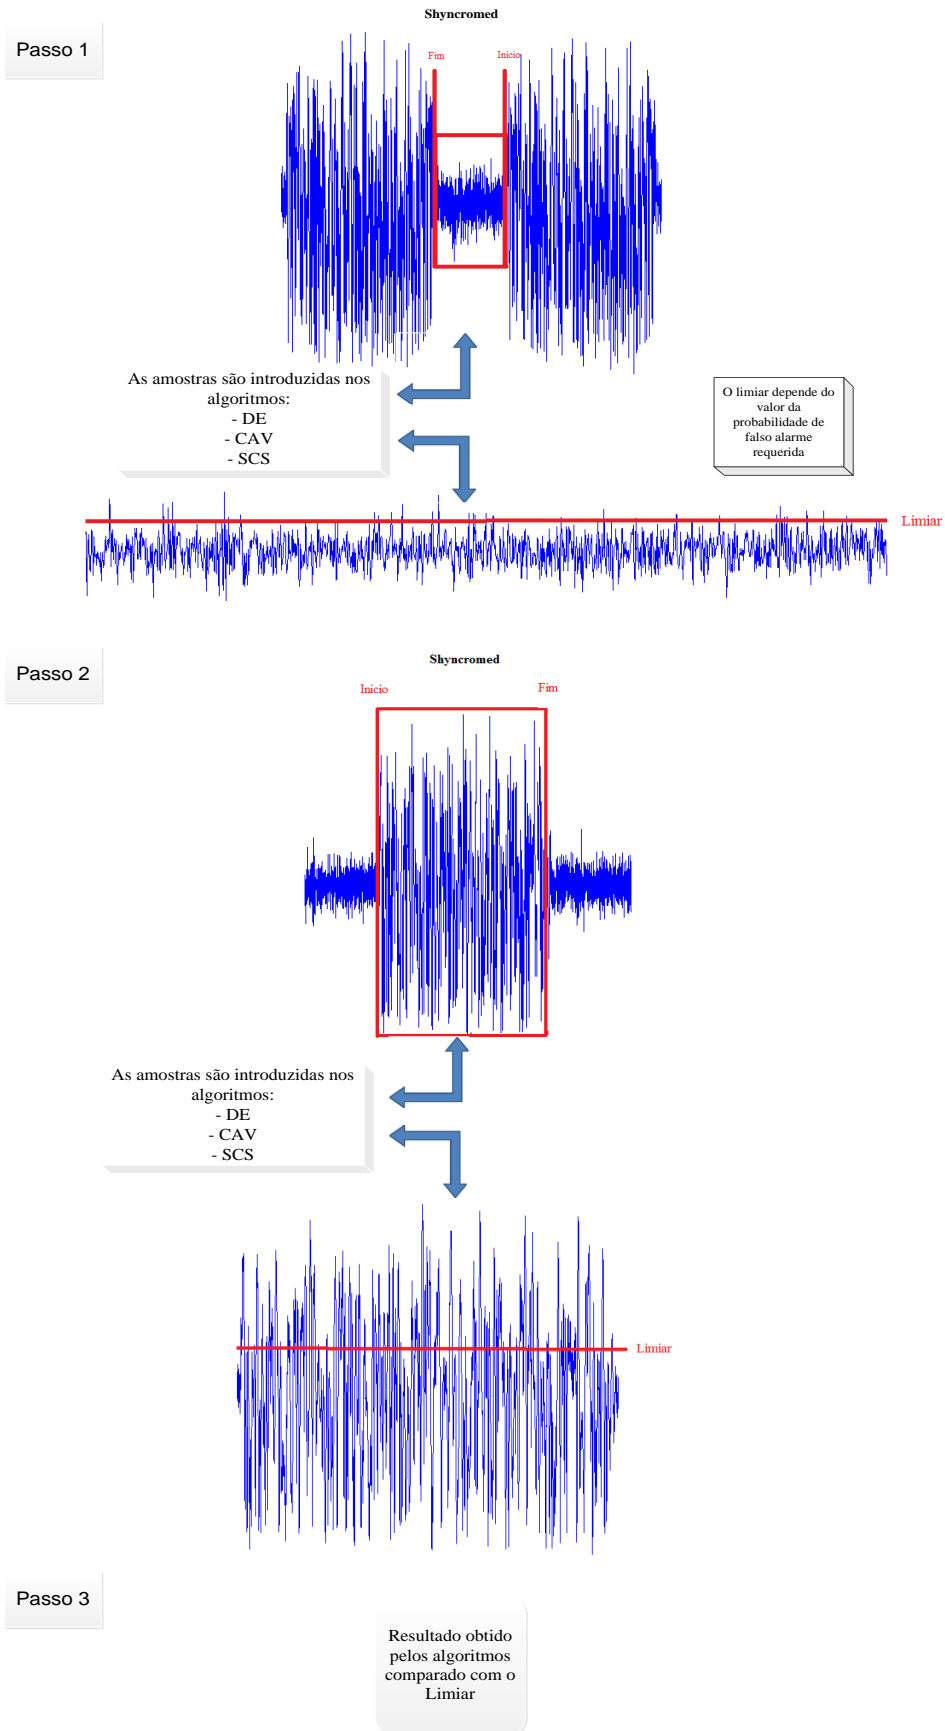 Shyncromed
Passo 1
Fim
Inicio
As amostras são introduzidas nos
algoritmos:
- DE
- CAV
- SCS
O limiar depende do
valor da
probabilidade de
falso alarme
requerida
Limiar
Passo 2
Shyncromed
Inicio
Fim
As amostras são introduzidas nos
algoritmos:
- DE
- CAV
- SCS
Limiar
Passo 3
Resultado obtido
pelos algoritmos
comparado com o
Limiar